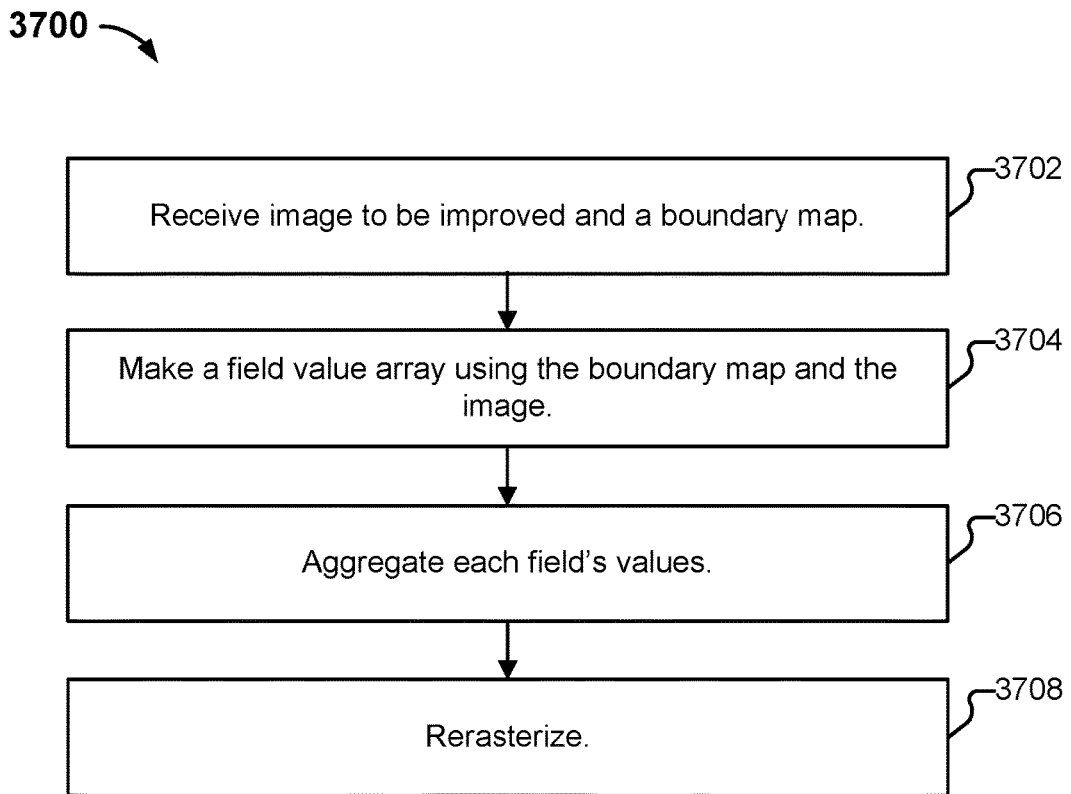 3700
3702
Receive image to be improved and a boundary map.
3704
Make a field value array using the boundary map and the
image.
3706
Aggregate each field's values.
3708
Rerasterize.